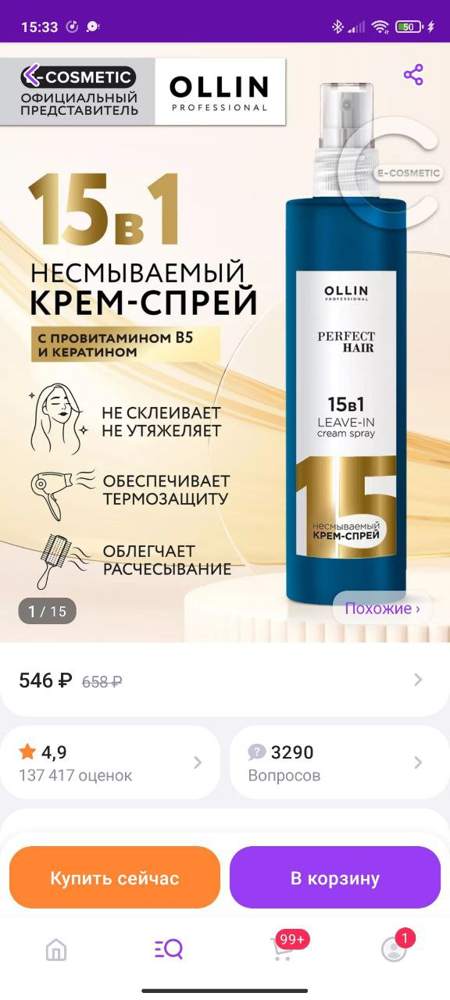 15:33
50
E-COSMETIC
ОФИЦИАЛЬНЫЙ
ПРЕДСТАВИТЕЛЬ
OLLIN
PROFESSIONAL
E-COSMETIC
15в1
НЕСМЫВАЕМЫЙ
КРЕМ-СПРЕЙ
С ПРОВИТАМИНОМ B5
И КЕРАТИНОМ
НЕ СКЛЕИВАЕТ
НЕ УТЯЖЕЛЯЕТ
ОБЕСПЕЧИВАЕТ
ТЕРМОЗАЩИТУ
ОБЛЕГЧАЕТ
РАСЧЕСЫВАНИЕ
OLLIN
PROFESSIONAL
PERFECT
HAIR
15в1
LEAVE-IN
cream spray
15
несмываемый
КРЕМ-СПРЕЙ
1 / 15
Похожие ›
546 ₽ 658 ₽
4,9
137 417 оценок
3290
Вопросов
Купить сейчас
В корзину
99+
1